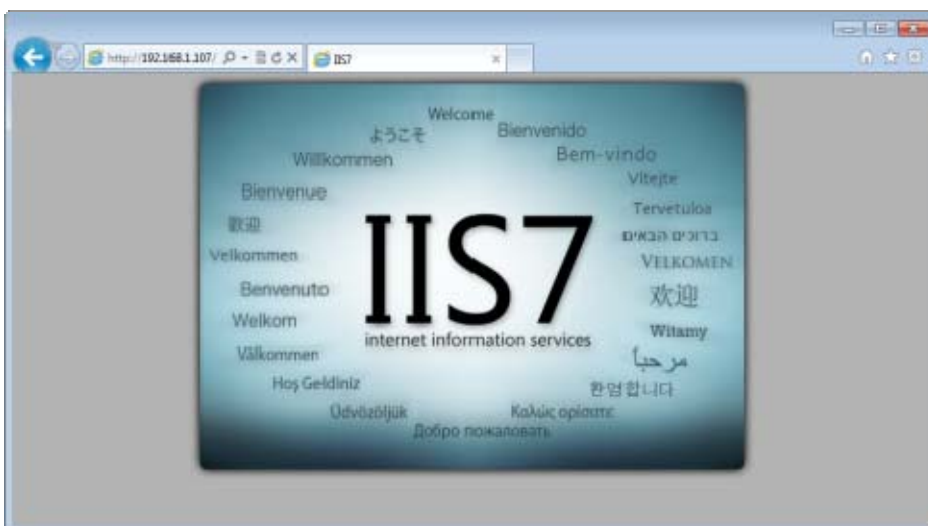 http://192.168.1.107/
IIS7
Welcome
ようこそ
Bienvenido
Willkommen
Bem-vindo
Vítejte
Bienvenue
Tervetuloa
歡迎
ברוכים הבאים
Velkommen
VELKOMEN
Benvenuto
欢迎
IIS7
Welkom
Witamy
internet information services
Välkommen
مرحباً
Hoş Geldiniz
환영합니다
Üdvözöljük
Καλώς ορίσατε
Добро пожаловать